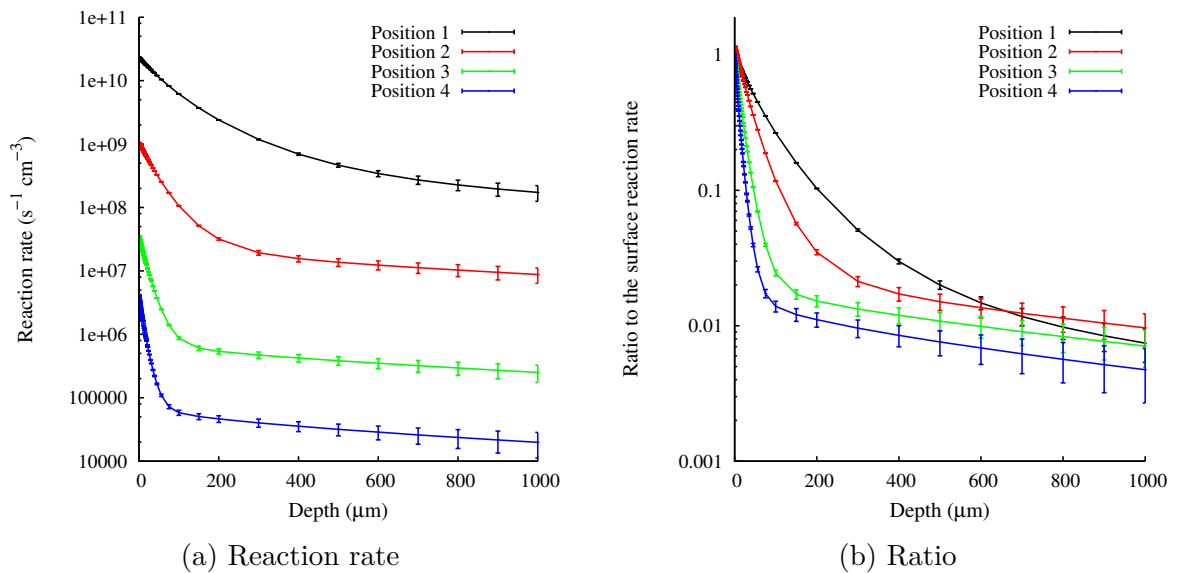 1e+11
1e+10
1e+09
1e+08
1e+07
1e+06
100000
10000
Reaction rate (s⁻¹ cm⁻³)
Position 1
Position 2
Position 3
Position 4
0 200 400 600 800 1000
Depth (μm)
(a) Reaction rate
1
0.1
0.01
0.001
Ratio to the surface reaction rate
Position 1
Position 2
Position 3
Position 4
0 200 400 600 800 1000
Depth (μm)
(b) Ratio